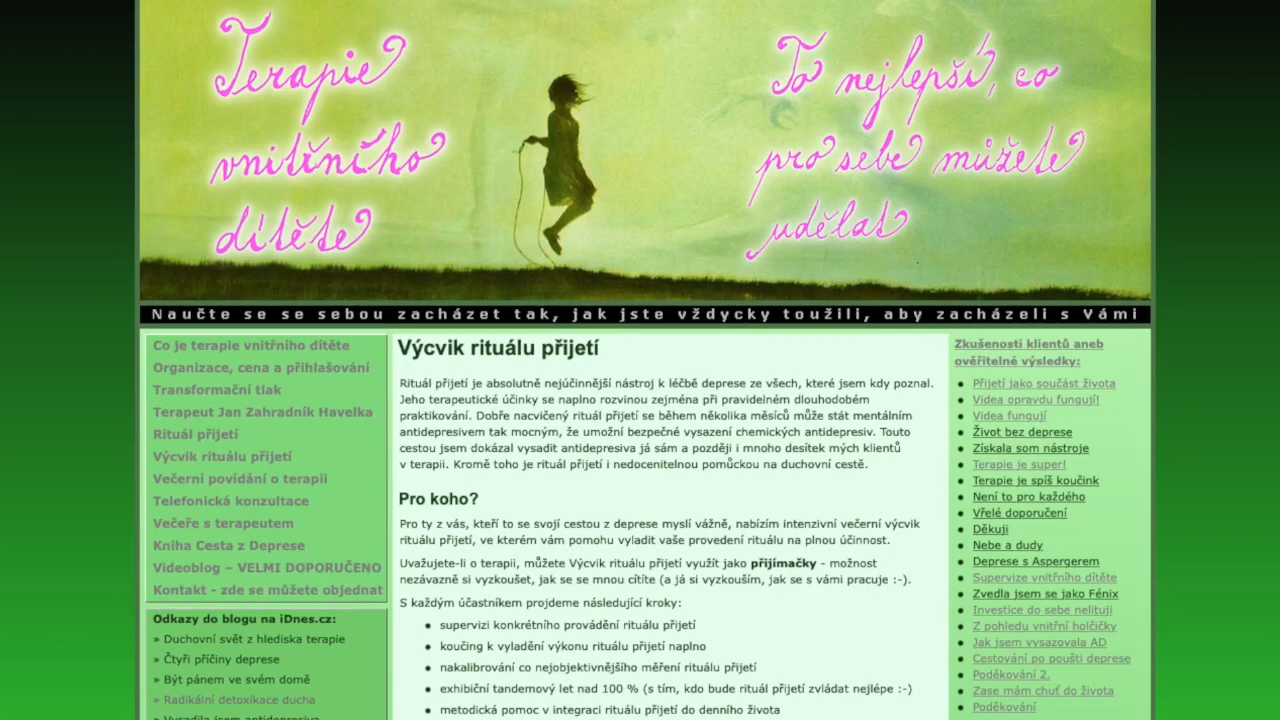 Terapie
vnitřního
dítěte
To nejlepší, co
pro sebe můžete
udělat
Naučte se se sebou zacházet tak, jak jste vždycky toužili, aby zacházeli s Vámi
Co je terapie vnitřního dítěte
Organizace, cena a přihlašování
Transformační tlak
Terapeut Jan Zahradník Havelka
Rituál přijetí
Výcvik rituálu přijetí
Večerní povídání o terapii
Telefonická konzultace
Večeře s terapeutem
Kniha Cesta z Deprese
Videoblog – VELMI DOPORUČENO
Kontakt - zde se můžete objednat
Odkazy do blogu na iDnes.cz:
» Duchovní svět z hlediska terapie
» Čtyři příčiny deprese
» Být pánem ve svém domě
» Radikální detoxikace ducha
» Vysadila jsem antidepresiva
Výcvik rituálu přijetí
Rituál přijetí je absolutně nejúčinnější nástroj k léčbě deprese ze všech, které jsem kdy poznal.
Jeho terapeutické účinky se naplno rozvinou zejména při pravidelném dlouhodobém
praktikování. Dobře nacvičený rituál přijetí se během několika měsíců může stát mentálním
antidepresivem tak mocným, že umožní bezpečné vysazení chemických antidepresiv. Touto
cestou jsem dokázal vysadit antidepresiva já sám a později i mnoho desítek mých klientů
v terapii. Kromě toho je rituál přijetí i nedocenitelnou pomůckou na duchovní cestě.
Pro koho?
Pro ty z vás, kteří to se svojí cestou z deprese myslí vážně, nabízím intenzivní večerní výcvik
rituálu přijetí, ve kterém vám pomohu vyladit vaše provedení rituálu na plnou účinnost.
Uvažujete-li o terapii, můžete Výcvik rituálu přijetí využít jako přijímačky - možnost
nezávazně si vyzkoušet, jak se se mnou cítíte (a já si vyzkouším, jak se s vámi pracuje :-).
S každým účastníkem projdeme následující kroky:
• supervizi konkrétního provádění rituálu přijetí
• koučing k vyladění výkonu rituálu přijetí naplno
• nakalibrování co nejobjektivnějšího měření rituálu přijetí
• exhibiční tandemový let nad 100 % (s tím, kdo bude rituál přijetí zvládat nejlépe :-)
• metodická pomoc v integraci rituálu přijetí do denního života
Zkušenosti klientů aneb
ověřitelné výsledky:
• Přijetí jako součást života
• Videa opravdu fungují!
• Videa fungují
• Život bez deprese
• Získala som nástroje
• Terapie je super!
• Terapie je spíš koučink
• Není to pro každého
• Vřelé doporučení
• Děkuji
• Nebe a dudy
• Deprese s Aspergerem
• Supervize vnitřního dítěte
• Zvedla jsem se jako Fénix
• Investice do sebe nelituji
• Z pohledu vnitřní holčičky
• Jak jsem vysazovala AD
• Cestování po poušti deprese
• Poděkování 2.
• Zase mám chuť do života
• Poděkování